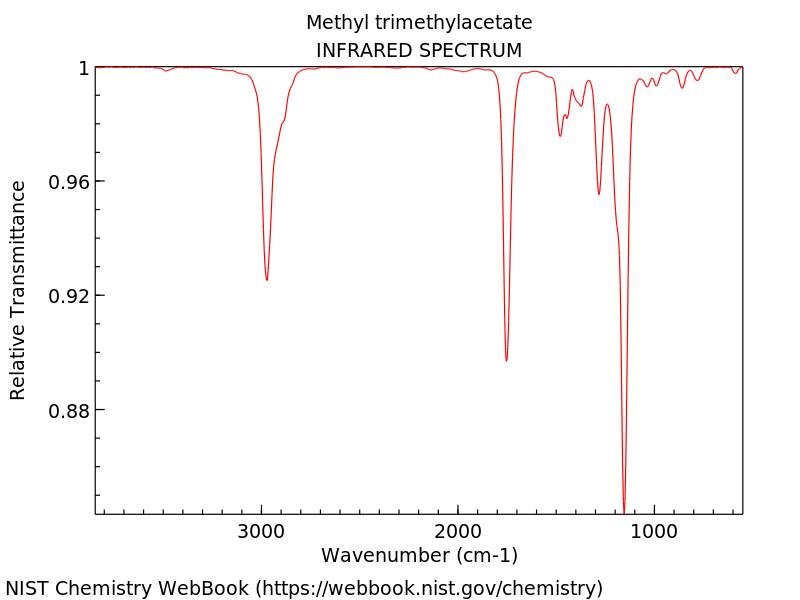 Methyl trimethylacetate
INFRARED SPECTRUM
1
0.96
0.92
0.88
Relative Transmittance
3000 2000 1000
Wavenumber (cm-1)
NIST Chemistry WebBook (https://webbook.nist.gov/chemistry)